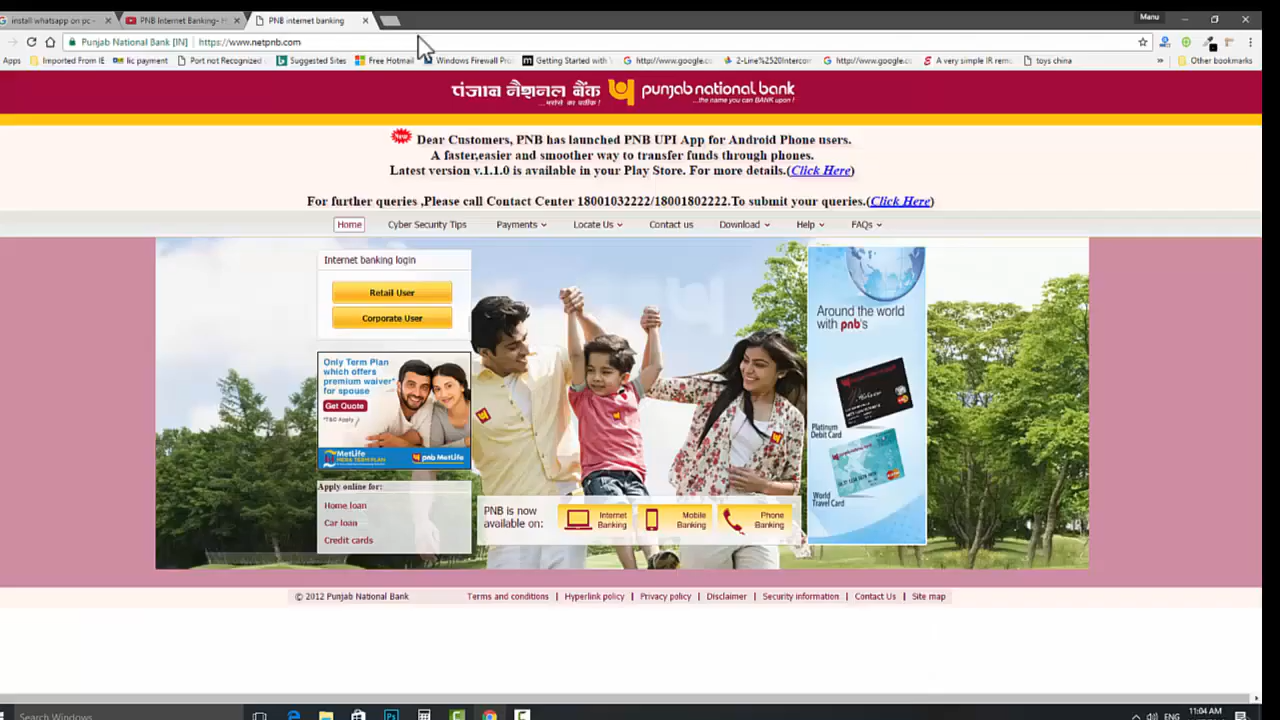 install whatsapp on pc -
PNB Internet Banking-
PNB internet banking
Manu
Punjab National Bank [IN]
https://www.netpnb.com
Apps
Imported From IE
lic payment
Port not Recognized
Suggested Sites
Free Hotmail
Windows Firewall Pro
Getting Started with
http://www.google.co
2-Line%2520Intercom
http://www.google.co
A very simple IR rem
toys china
»
Other bookmarks
पंजाब नैशनल बैंक
...भरोसे का प्रतीक !
punjab national bank
...the name you can BANK upon !
New
Dear Customers, PNB has launched PNB UPI App for Android Phone users.
A faster,easier and smoother way to transfer funds through phones.
Latest version v.1.1.0 is available in your Play Store. For more details.(Click Here)
For further queries ,Please call Contact Center 18001032222/18001802222.To submit your queries.(Click Here)
Home
Cyber Security Tips
Payments
Locate Us
Contact us
Download
Help
FAQs
Internet banking login
Retail User
Corporate User
Only Term Plan
which offers
premium waiver*
for spouse
Get Quote
*T&C Apply
MetLife
MERA TERM PLAN
pnb MetLife
Apply online for:
Home loan
Car loan
Credit cards
PNB is now
available on:
Internet
Banking
Mobile
Banking
Phone
Banking
Around the world
with pnb's
Platinum
Debit Card
World
Travel Card
© 2012 Punjab National Bank
Terms and conditions | Hyperlink policy | Privacy policy | Disclaimer | Security information | Contact Us | Site map
Search Windows
ENG
11:04 AM